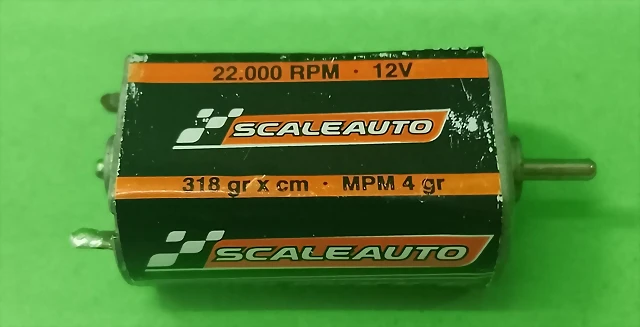 22.000 RPM · 12V
SCALEAUTO
318 gr x cm · MPM 4 gr
SCALEAUTO